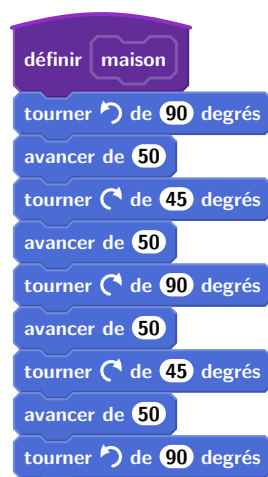 définir maison
tourner ↺ de 90 degrés
avancer de 50
tourner ↻ de 45 degrés
avancer de 50
tourner ↻ de 90 degrés
avancer de 50
tourner ↻ de 45 degrés
avancer de 50
tourner ↺ de 90 degrés